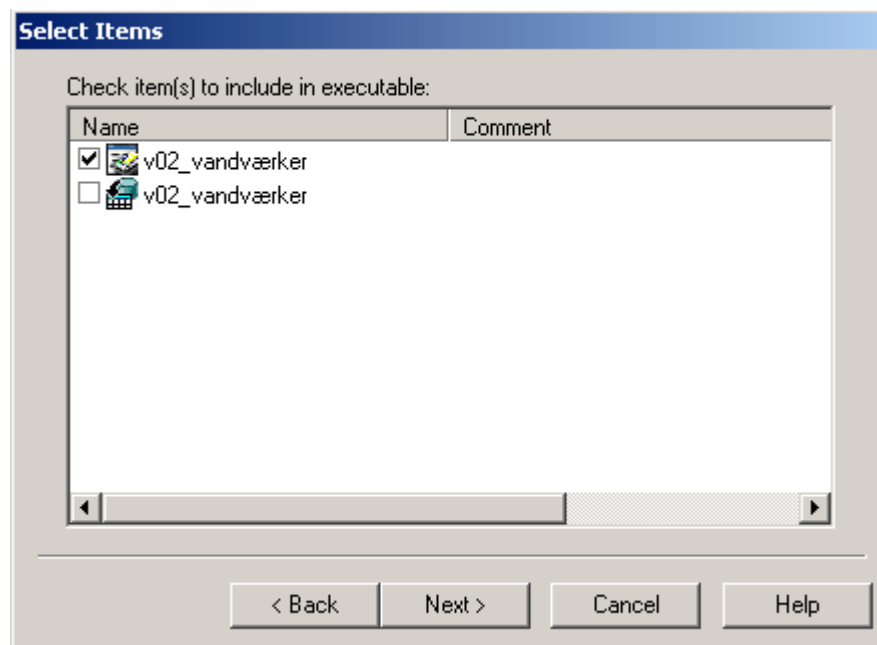 Select Items
Check item(s) to include in executable:
Name Comment
v02_vandværker
v02_vandværker
< Back Next > Cancel Help